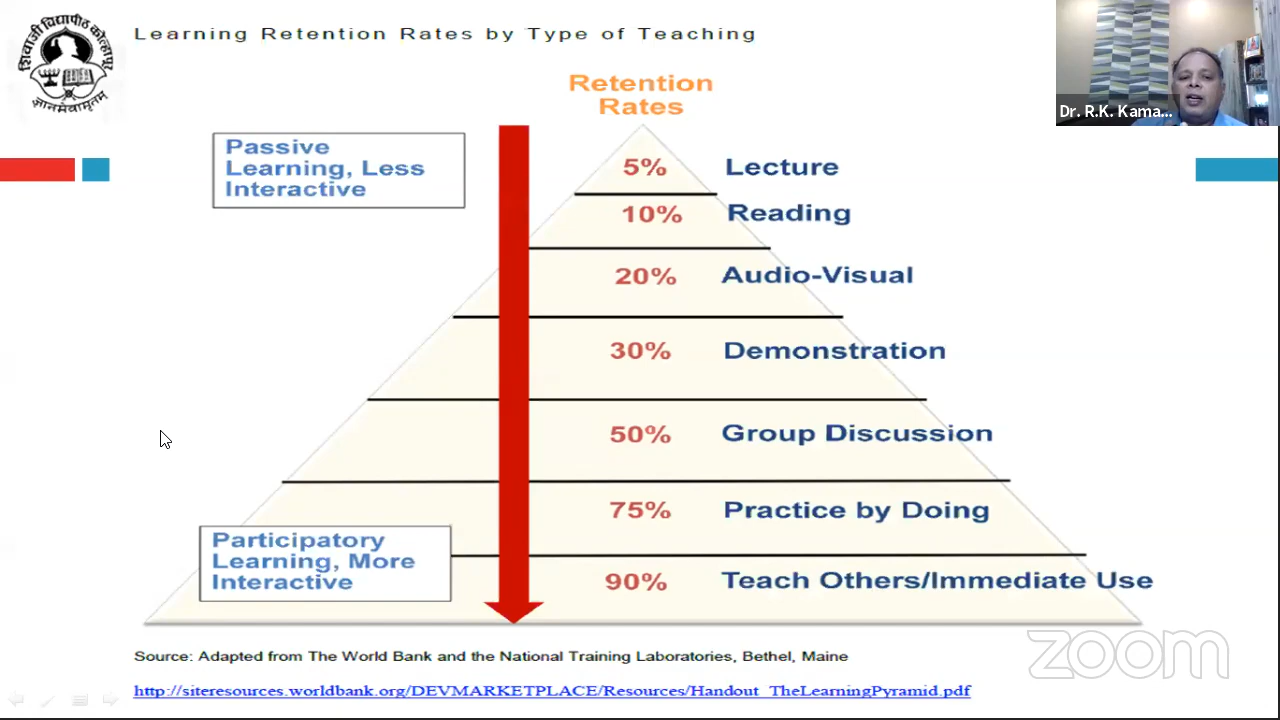 शिवाजी विद्यापीठ कोल्हापूर
ज्ञानमेवामृतम्
Learning Retention Rates by Type of Teaching
Dr. R.K. Kama...
Retention
Rates
Passive
Learning, Less
Interactive
5% Lecture
10% Reading
20% Audio-Visual
30% Demonstration
50% Group Discussion
75% Practice by Doing
Participatory
Learning, More
Interactive
90% Teach Others/Immediate Use
Source: Adapted from The World Bank and the National Training Laboratories, Bethel, Maine
http://siteresources.worldbank.org/DEVMARKETPLACE/Resources/Handout_TheLearningPyramid.pdf
zoom